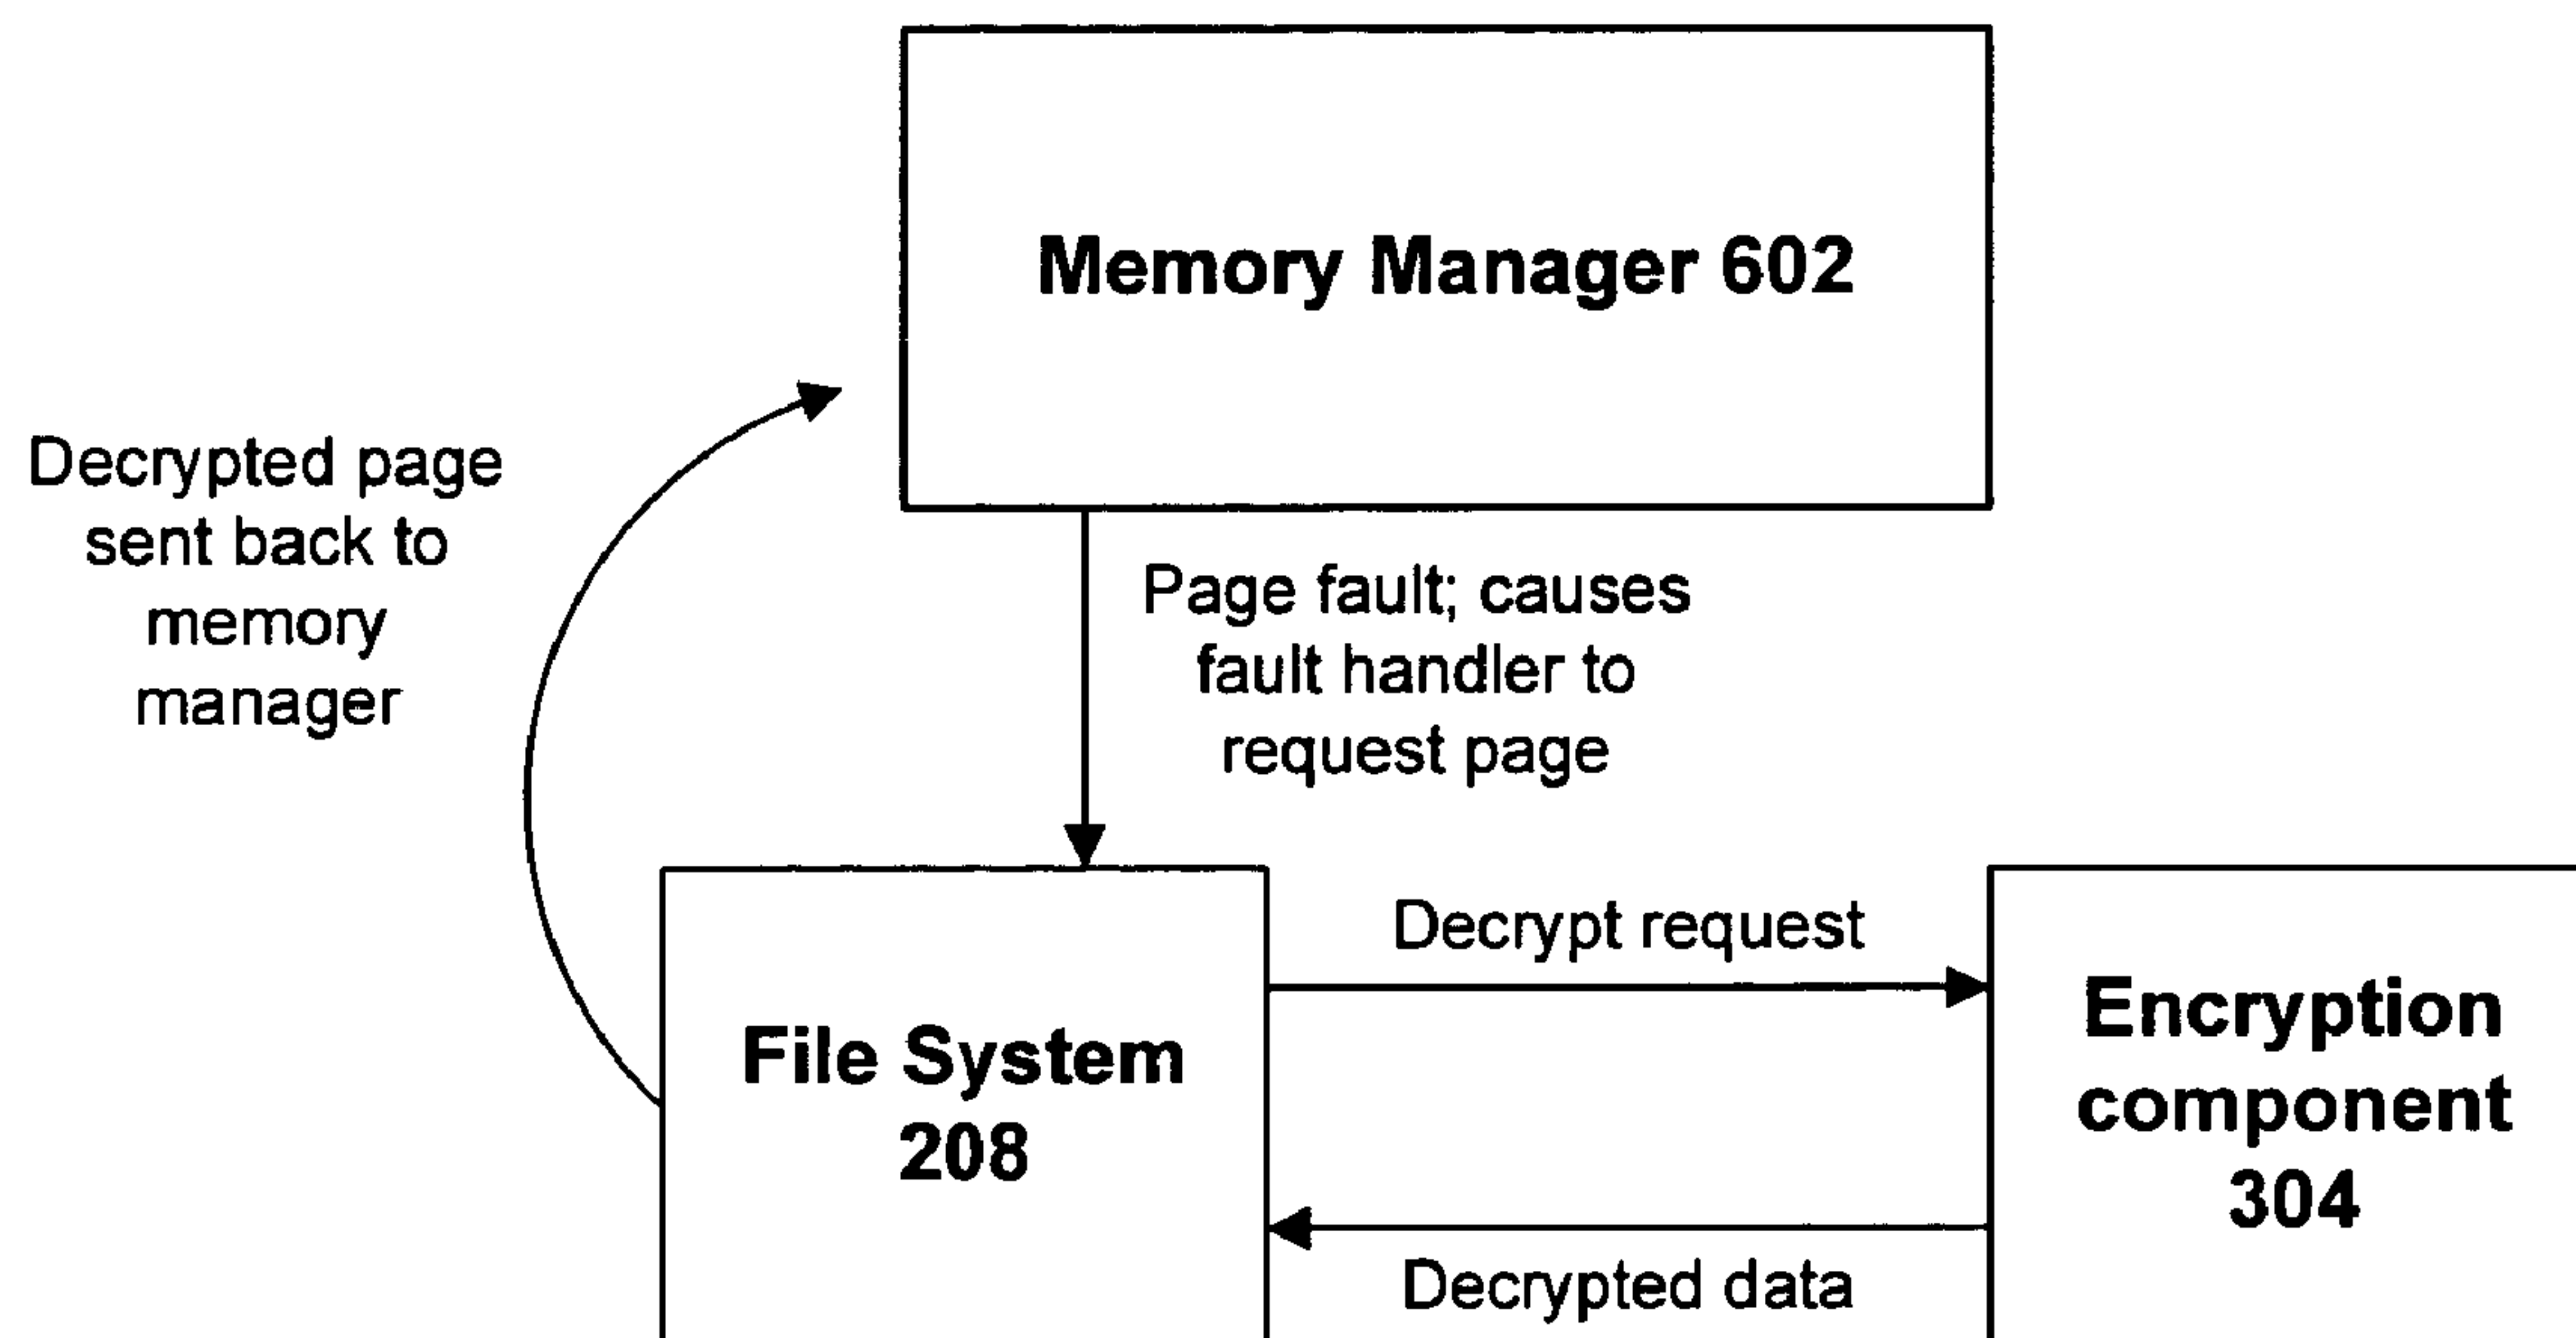 Memory Manager 602
Decrypted page
sent back to
memory
manager
Page fault; causes
fault handler to
request page
Decrypt request
File System
208
Encryption
component
304
Decrypted data